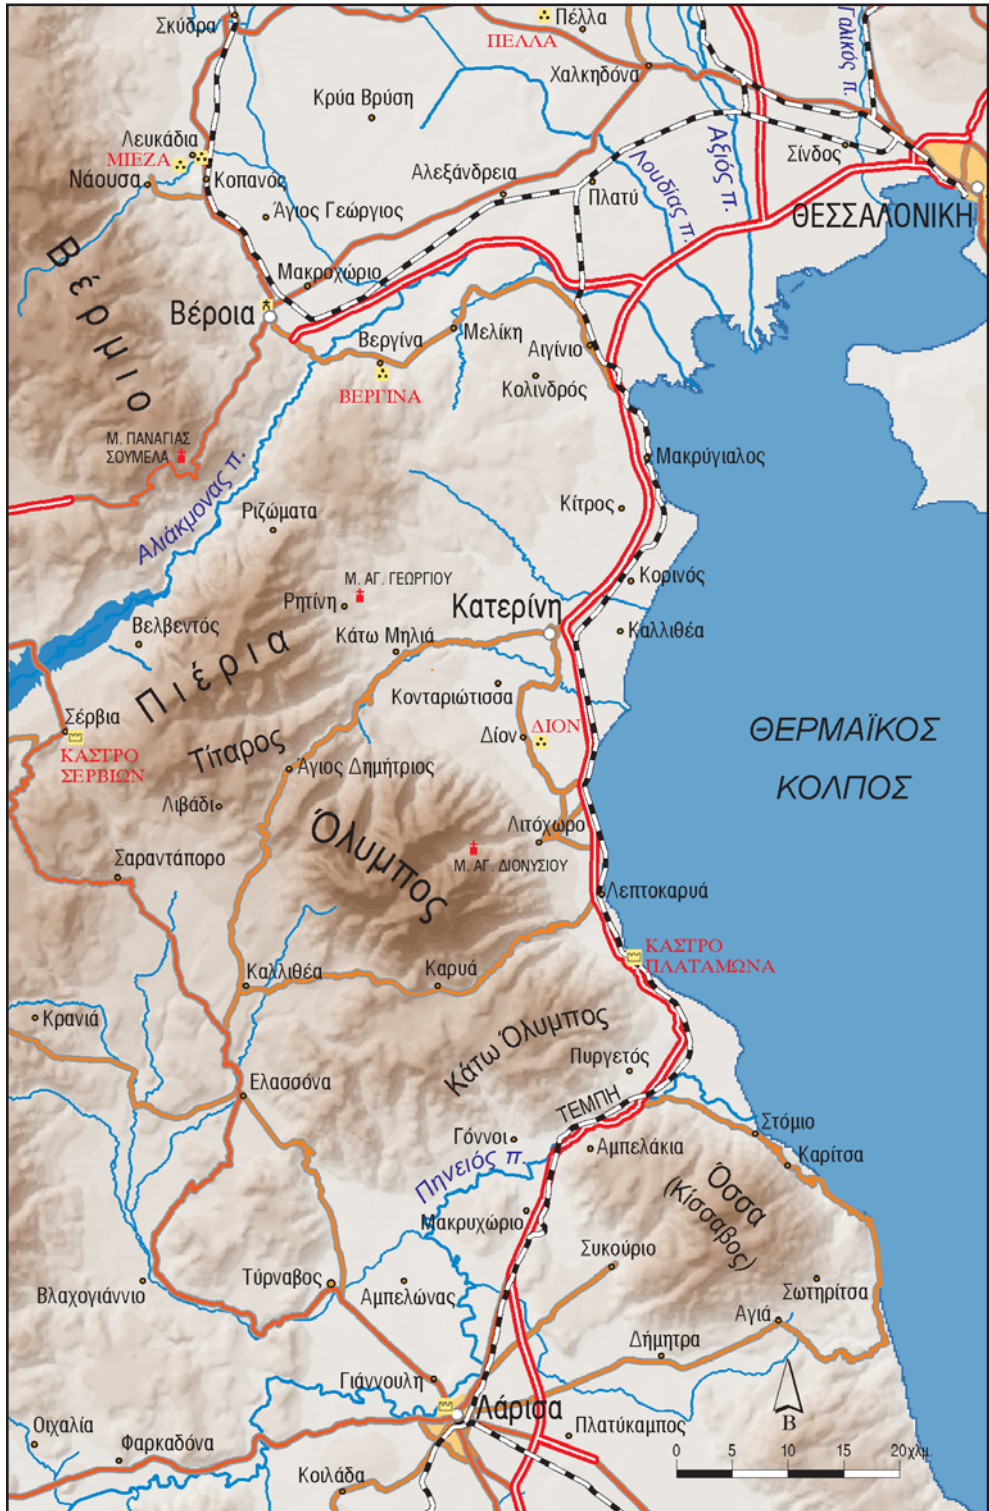 Σκύδρα
Πέλλα
ΠΕΛΛΑ
Γαλικός π.
Χαλκηδόνα
Κρύα Βρύση
Λευκάδια
ΜΙΕΖΑ
Νάουσα
Κοπανός
Αλεξάνδρεια
Λουδίας π.
Αξιός π.
Σίνδος
Πλατύ
ΘΕΣΣΑΛΟΝΙΚΗ
Άγιος Γεώργιος
Βέρμιο
Μακροχώριο
Βέροια
Βεργίνα
Μελίκη
Αιγίνιο
ΒΕΡΓΙΝΑ
Κολινδρός
Μ. ΠΑΝΑΓΙΑΣ
ΣΟΥΜΕΛΑ
Μακρύγιαλος
Αλιάκμονας π.
Ριζώματα
Κίτρος
Μ. ΑΓ. ΓΕΩΡΓΙΟΥ
Ρητίνη
Κορινός
Κατερίνη
Καλλιθέα
Βελβεντός
Κάτω Μηλιά
Πιέρια
Κονταριώτισσα
Σέρβια
ΚΑΣΤΡΟ
ΣΕΡΒΙΩΝ
Τίταρος
Δίον
ΔΙΟΝ
ΘΕΡΜΑΪΚΟΣ
ΚΟΛΠΟΣ
Άγιος Δημήτριος
Λιβάδι
Όλυμπος
Λιτόχωρο
Μ. ΑΓ. ΔΙΟΝΥΣΙΟΥ
Σαραντάπορο
Λεπτοκαρυά
ΚΑΣΤΡΟ
ΠΛΑΤΑΜΩΝΑ
Καλλιθέα
Καρυά
Κρανιά
Κάτω Όλυμπος
Πυργετός
Ελασσόνα
ΤΕΜΠΗ
Στόμιο
Γόννοι
Αμπελάκια
Καρίτσα
Πηνειός π.
Όσσα
(Κίσσαβος)
Μακρυχώριο
Συκούριο
Βλαχογιάννιο
Τύρναβος
Αμπελώνας
Σωτηρίτσα
Αγιά
Δήμητρα
Γιάννουλη
Λάρισα
Β
Οιχαλία
Φαρκαδόνα
Πλατύκαμπος
Κοιλάδα
0 5 10 15 20χλμ.